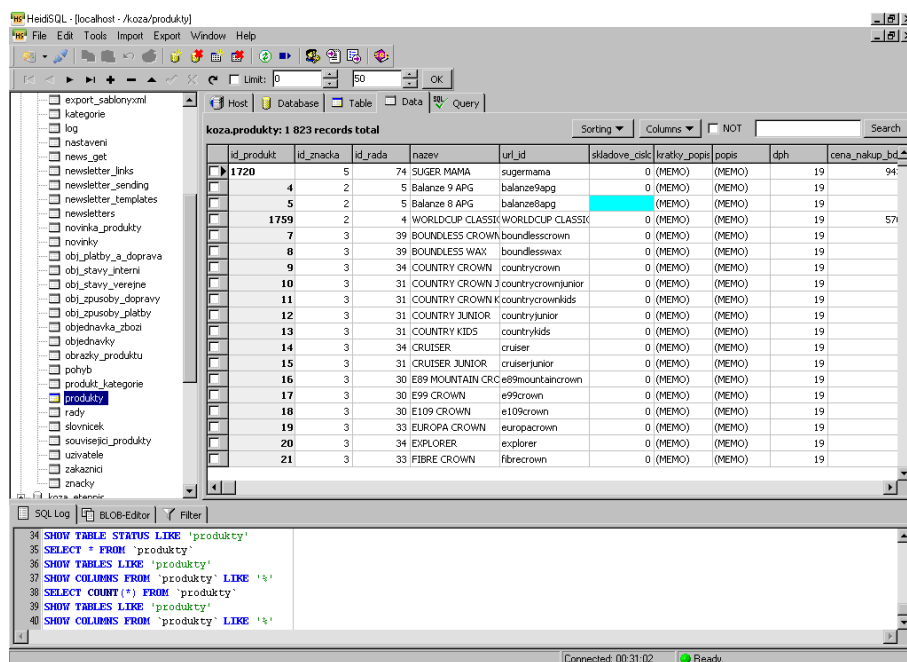 HeidiSQL - [localhost - /koza/produkty]
File Edit Tools Import Export Window Help
Limit: 0 50 OK
export_sablonyxml
kategorie
log
nastaveni
news_get
newsletter_links
newsletter_sending
newsletter_templates
newsletters
novinka_produkty
novinky
obj_platby_a_doprava
obj_stavy_interni
obj_stavy_verejne
obj_zpusoby_dopravy
obj_zpusoby_platby
objednavka_zbozi
objednavky
obrazky_produktu
pohyb
produkt_kategorie
produkty
rady
slovnicek
souvisejici_produkty
uzivatele
zakaznici
znacky
Host Database Table Data Query
koza.produkty: 1 823 records total
Sorting Columns NOT Search
id_produkt id_znacka id_rada nazev url_id skladove_cislo kratky_popis popis dph cena_nakup_bd
1720 5 74 SUGER MAMA sugermama 0 (MEMO) (MEMO) 19
4 2 5 Balanze 9 APG balanze9apg 0 (MEMO) (MEMO) 19
5 2 5 Balanze 8 APG balanze8apg (MEMO) (MEMO) 19
1759 2 4 WORLDCUP CLASSI WORLDCUP CLASSI 0 (MEMO) (MEMO) 19
7 3 39 BOUNDLESS CROWN boundlesscrown 0 (MEMO) (MEMO) 19
8 3 39 BOUNDLESS WAX boundlesswax 0 (MEMO) (MEMO) 19
9 3 34 COUNTRY CROWN countrycrown 0 (MEMO) (MEMO) 19
10 3 31 COUNTRY CROWN J countrycrownjunior 0 (MEMO) (MEMO) 19
11 3 31 COUNTRY CROWN K countrycrownkids 0 (MEMO) (MEMO) 19
12 3 31 COUNTRY JUNIOR countryjunior 0 (MEMO) (MEMO) 19
13 3 31 COUNTRY KIDS countrykids 0 (MEMO) (MEMO) 19
14 3 34 CRUISER cruiser 0 (MEMO) (MEMO) 19
15 3 31 CRUISER JUNIOR cruiserjunior 0 (MEMO) (MEMO) 19
16 3 30 E89 MOUNTAIN CRO e89mountaincrown 0 (MEMO) (MEMO) 19
17 3 30 E99 CROWN e99crown 0 (MEMO) (MEMO) 19
18 3 30 E109 CROWN e109crown 0 (MEMO) (MEMO) 19
19 3 33 EUROPA CROWN europacrown 0 (MEMO) (MEMO) 19
20 3 34 EXPLORER explorer 0 (MEMO) (MEMO) 19
21 3 33 FIBRE CROWN fibrecrown 0 (MEMO) (MEMO) 19
SQL Log BLOB-Editor Filter
34 SHOW TABLE STATUS LIKE 'produkty'
35 SELECT * FROM `produkty`
36 SHOW TABLES LIKE 'produkty'
37 SHOW COLUMNS FROM `produkty` LIKE '%'
38 SELECT COUNT(*) FROM `produkty`
39 SHOW TABLES LIKE 'produkty'
40 SHOW COLUMNS FROM `produkty` LIKE '%'
Connected: 00:31:02 Ready.